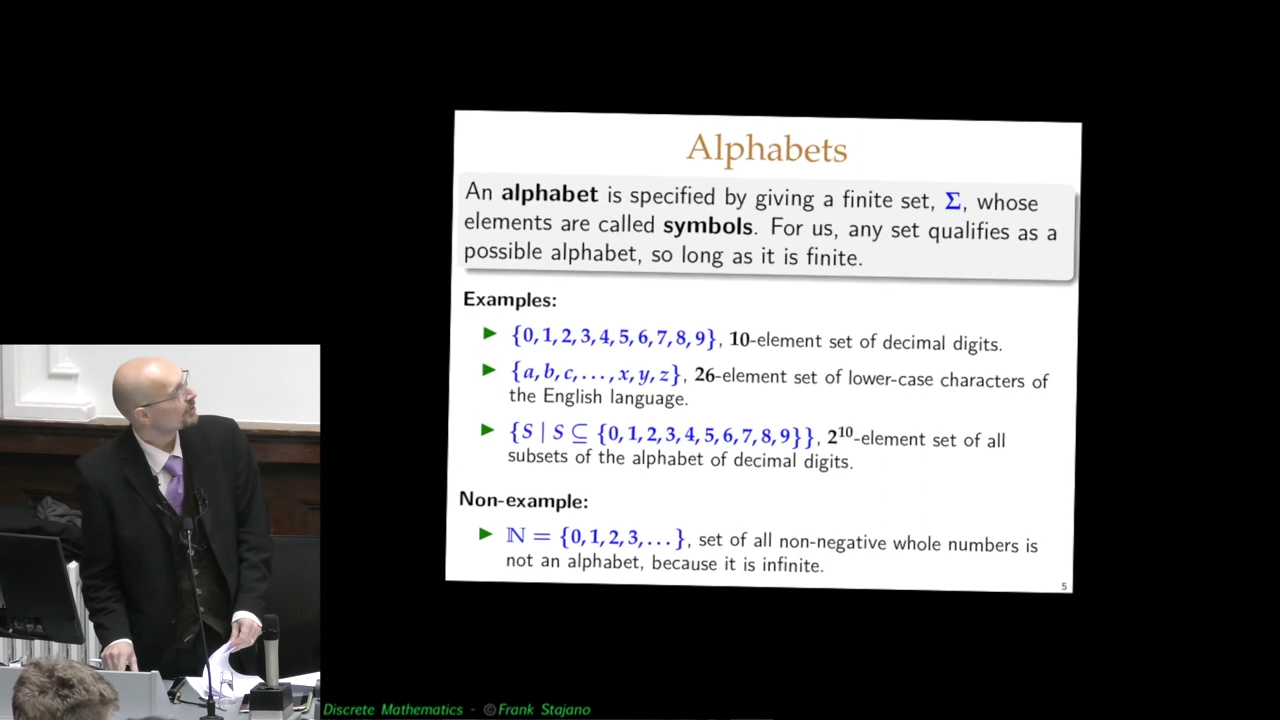 Alphabets
An alphabet is specified by giving a finite set, Σ, whose
elements are called symbols. For us, any set qualifies as a
possible alphabet, so long as it is finite.
Examples:
► {0, 1, 2, 3, 4, 5, 6, 7, 8, 9}, 10-element set of decimal digits.
► {a, b, c, . . . , x, y, z}, 26-element set of lower-case characters of
the English language.
► {S | S ⊆ {0, 1, 2, 3, 4, 5, 6, 7, 8, 9}}, 2¹⁰-element set of all
subsets of the alphabet of decimal digits.
Non-example:
► ℕ = {0, 1, 2, 3, . . . }, set of all non-negative whole numbers is
not an alphabet, because it is infinite.
5
Discrete Mathematics - ©Frank Stajano